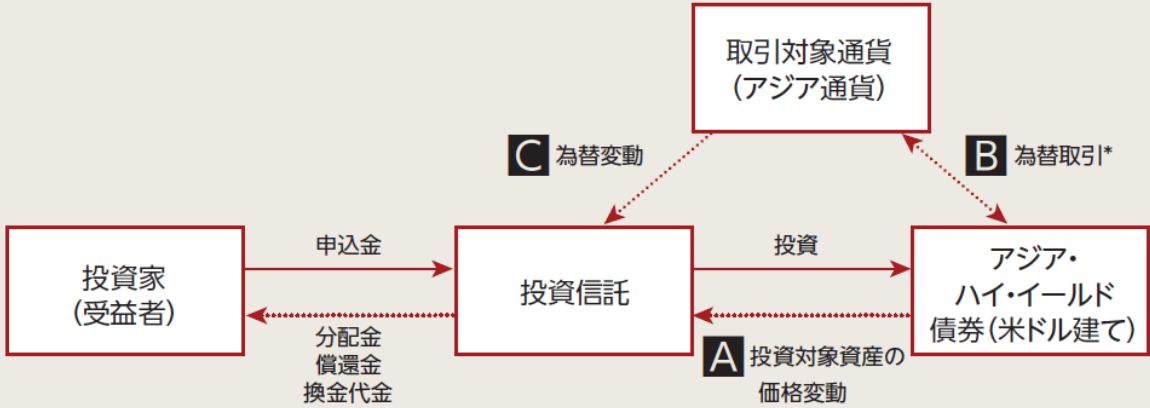 取引対象通貨
（アジア通貨）
C 為替変動
B 為替取引*
投資家
（受益者）
申込金
分配金
償還金
換金代金
投資信託
投資
A 投資対象資産の
価格変動
アジア・
ハイ・イールド
債券（米ドル建て）